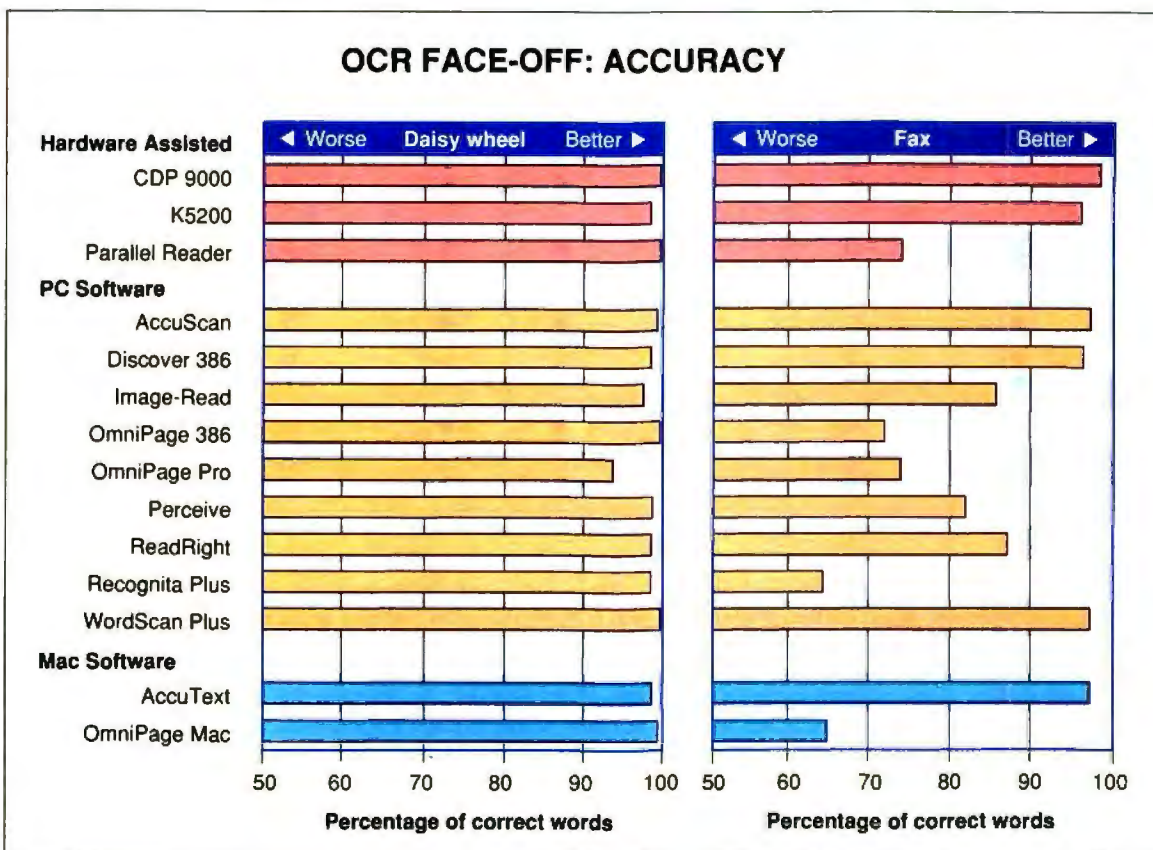 OCR FACE-OFF: ACCURACY
Hardware Assisted
◄ Worse Daisy wheel Better ►
◄ Worse Fax Better ►
CDP 9000
K5200
Parallel Reader
PC Software
AccuScan
Discover 386
Image-Read
OmniPage 386
OmniPage Pro
Perceive
ReadRight
Recognita Plus
WordScan Plus
Mac Software
AccuText
OmniPage Mac
50 60 70 80 90 100
50 60 70 80 90 100
Percentage of correct words
Percentage of correct words